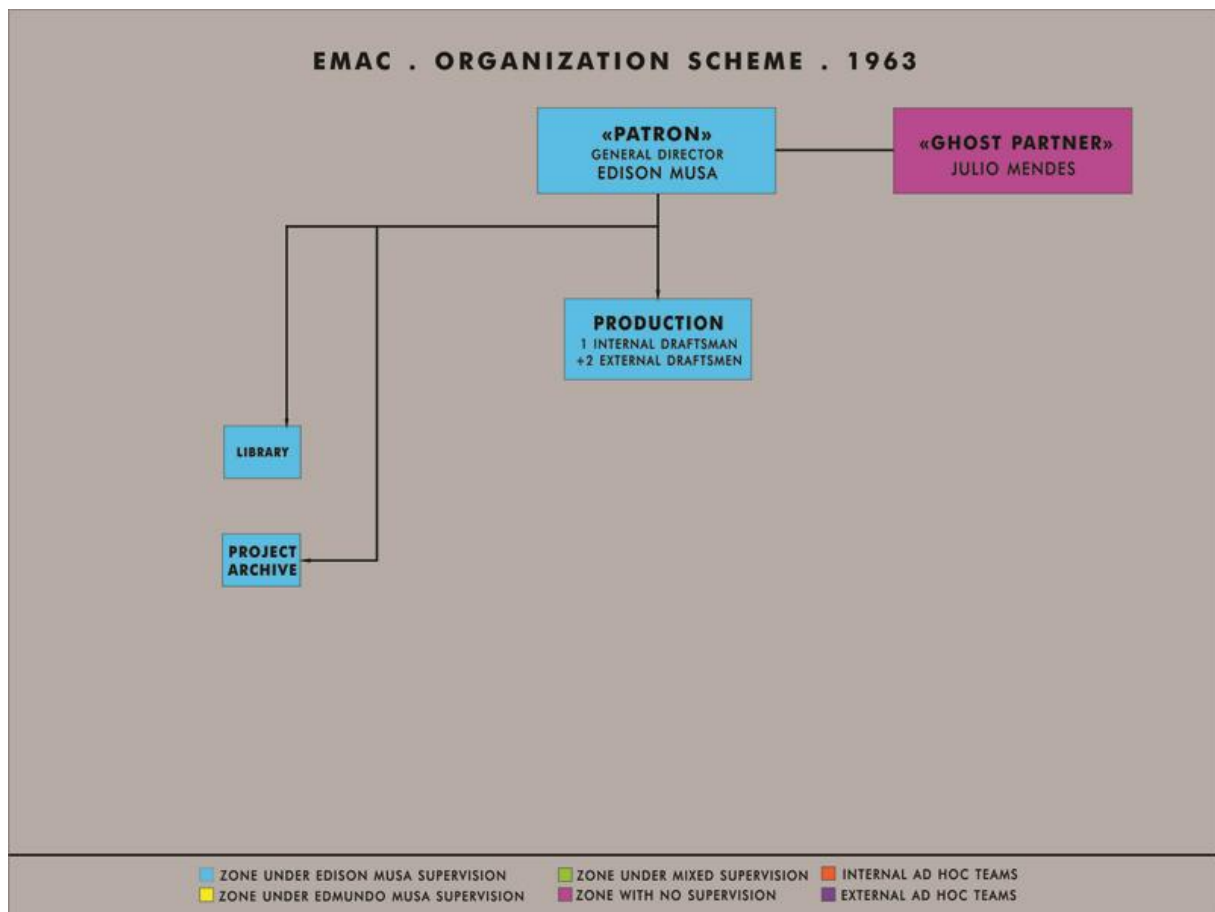 EMAC . ORGANIZATION SCHEME . 1963
«PATRON»
GENERAL DIRECTOR
EDISON MUSA
«GHOST PARTNER»
JULIO MENDES
PRODUCTION
1 INTERNAL DRAFTSMAN
+2 EXTERNAL DRAFTSMEN
LIBRARY
PROJECT
ARCHIVE
ZONE UNDER EDISON MUSA SUPERVISION
ZONE UNDER MIXED SUPERVISION
INTERNAL AD HOC TEAMS
ZONE UNDER EDMUNDO MUSA SUPERVISION
ZONE WITH NO SUPERVISION
EXTERNAL AD HOC TEAMS